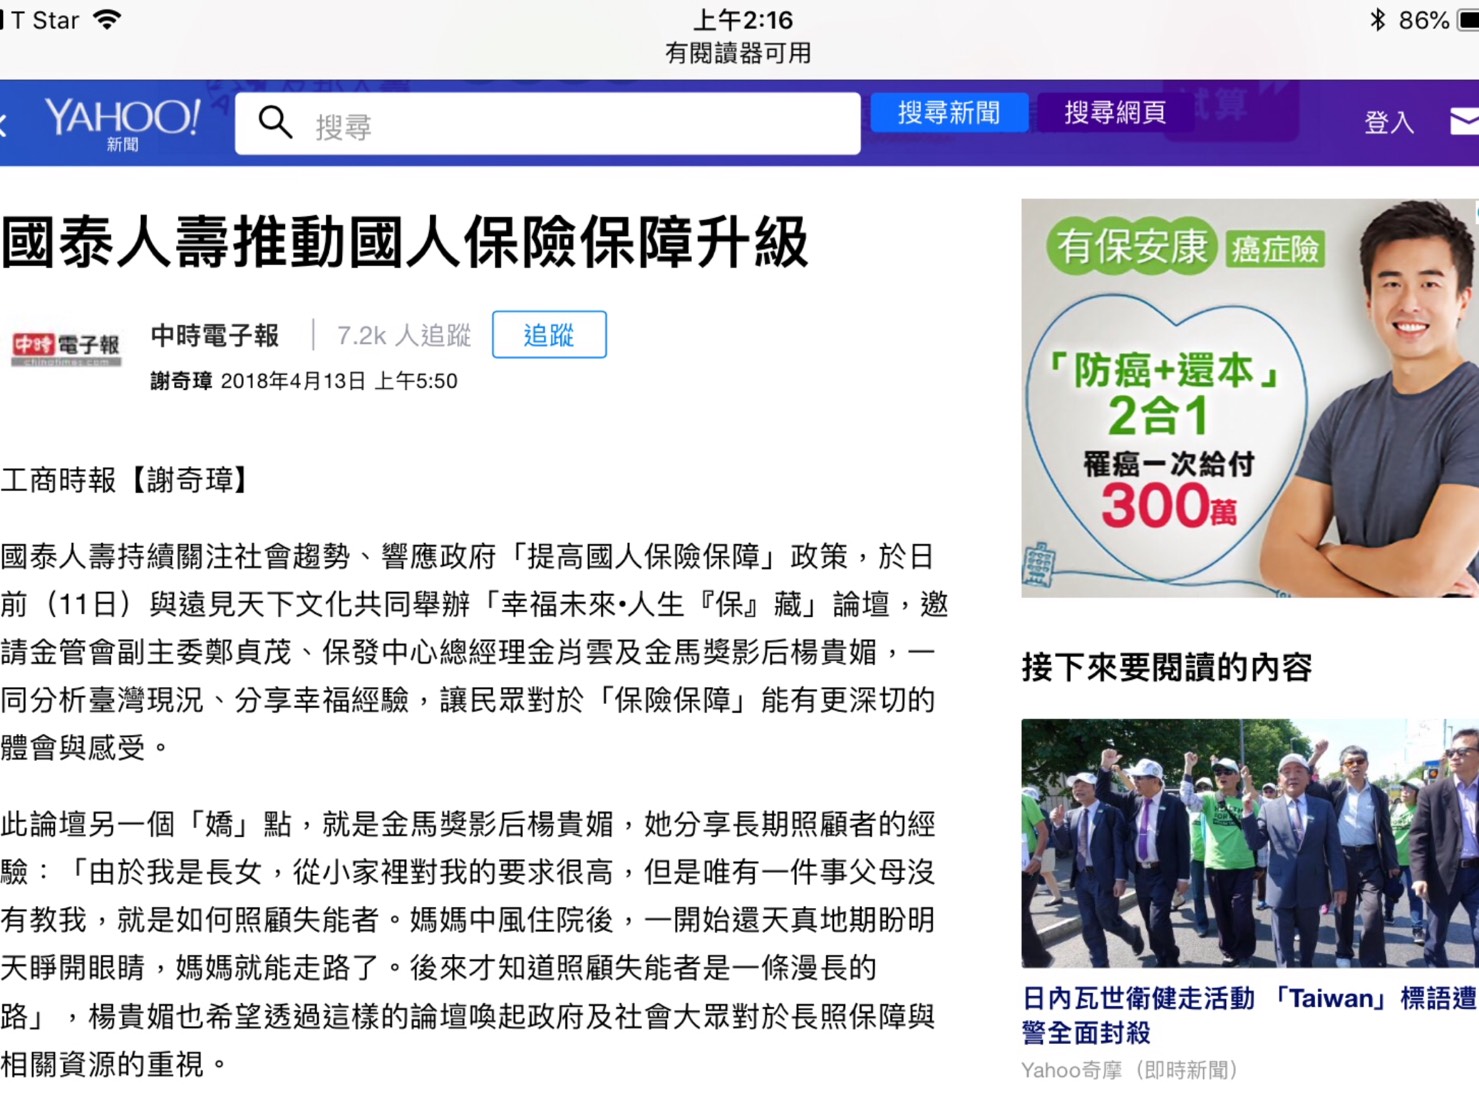 T Star
上午2:16
86%
有閱讀器可用
YAHOO!
新聞
搜尋
搜尋新聞
搜尋網頁
試算
登入
國泰人壽推動國人保險保障升級
中時電子報
chinatimes.com
中時電子報
7.2k 人追蹤
追蹤
謝奇璋 2018年4月13日 上午5:50
工商時報【謝奇璋】
國泰人壽持續關注社會趨勢、響應政府「提高國人保險保障」政策，於日
前（11日）與遠見天下文化共同舉辦「幸福未來•人生『保』藏」論壇，邀
請金管會副主委鄭貞茂、保發中心總經理金肖雲及金馬獎影后楊貴媚，一
同分析臺灣現況、分享幸福經驗，讓民眾對於「保險保障」能有更深切的
體會與感受。
此論壇另一個「嬌」點，就是金馬獎影后楊貴媚，她分享長期照顧者的經
驗：「由於我是長女，從小家裡對我的要求很高，但是唯有一件事父母沒
有教我，就是如何照顧失能者。媽媽中風住院後，一開始還天真地期盼明
天睜開眼睛，媽媽就能走路了。後來才知道照顧失能者是一條漫長的
路」，楊貴媚也希望透過這樣的論壇喚起政府及社會大眾對於長照保障與
相關資源的重視。
有保安康 癌症險
「防癌+還本」
2合1
罹癌一次給付
300萬
接下來要閱讀的內容
日內瓦世衛健走活動 「Taiwan」標語遭
警全面封殺
Yahoo奇摩（即時新聞）